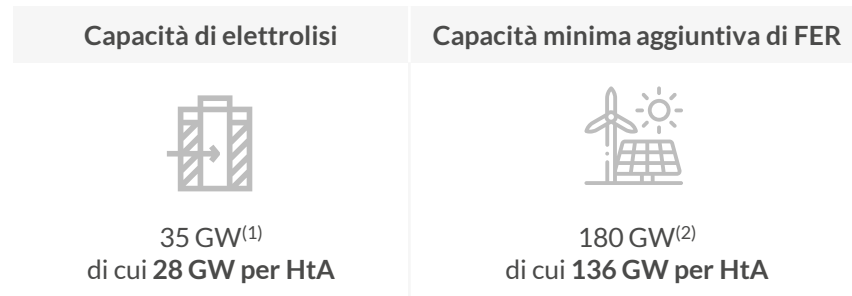 Capacità di elettrolisi
Capacità minima aggiuntiva di FER
35 GW(1)
di cui 28 GW per HtA
180 GW(2)
di cui 136 GW per HtA